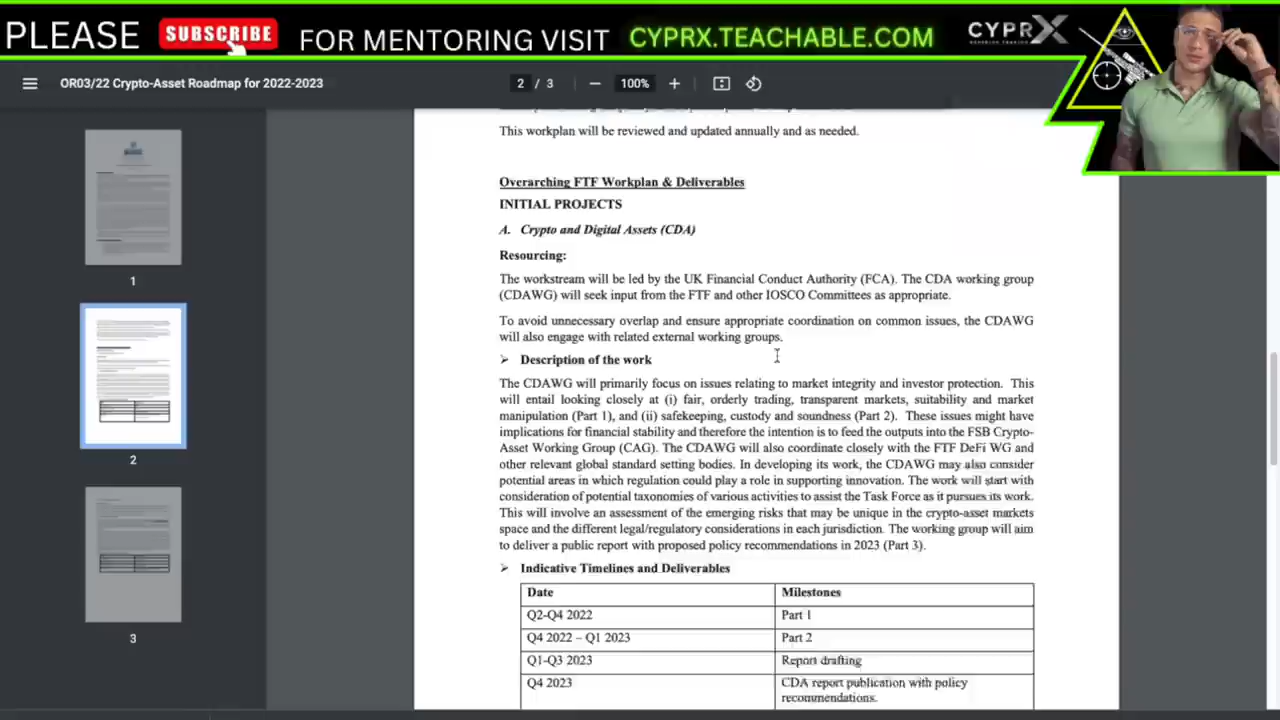 PLEASE SUBSCRIBE FOR MENTORING VISIT CYPRX.TEACHABLE.COM CYPRX
OR03/22 Crypto-Asset Roadmap for 2022-2023
2 / 3
100%
This workplan will be reviewed and updated annually and as needed.
Overarching FTF Workplan & Deliverables
INITIAL PROJECTS
A. Crypto and Digital Assets (CDA)
Resourcing:
The workstream will be led by the UK Financial Conduct Authority (FCA). The CDA working group
(CDAWG) will seek input from the FTF and other IOSCO Committees as appropriate.
To avoid unnecessary overlap and ensure appropriate coordination on common issues, the CDAWG
will also engage with related external working groups.
➢ Description of the work
The CDAWG will primarily focus on issues relating to market integrity and investor protection. This
will entail looking closely at (i) fair, orderly trading, transparent markets, suitability and market
manipulation (Part 1), and (ii) safekeeping, custody and soundness (Part 2). These issues might have
implications for financial stability and therefore the intention is to feed the outputs into the FSB Crypto-
Asset Working Group (CAG). The CDAWG will also coordinate closely with the FTF DeFi WG and
other relevant global standard setting bodies. In developing its work, the CDAWG may also consider
potential areas in which regulation could play a role in supporting innovation. The work will start with
consideration of potential taxonomies of various activities to assist the Task Force as it pursues its work.
This will involve an assessment of the emerging risks that may be unique in the crypto-asset markets
space and the different legal/regulatory considerations in each jurisdiction. The working group will aim
to deliver a public report with proposed policy recommendations in 2023 (Part 3).
➢ Indicative Timelines and Deliverables
Date Milestones
Q2-Q4 2022 Part 1
Q4 2022 – Q1 2023 Part 2
Q1-Q3 2023 Report drafting
Q4 2023 CDA report publication with policy
recommendations.
1
2
3